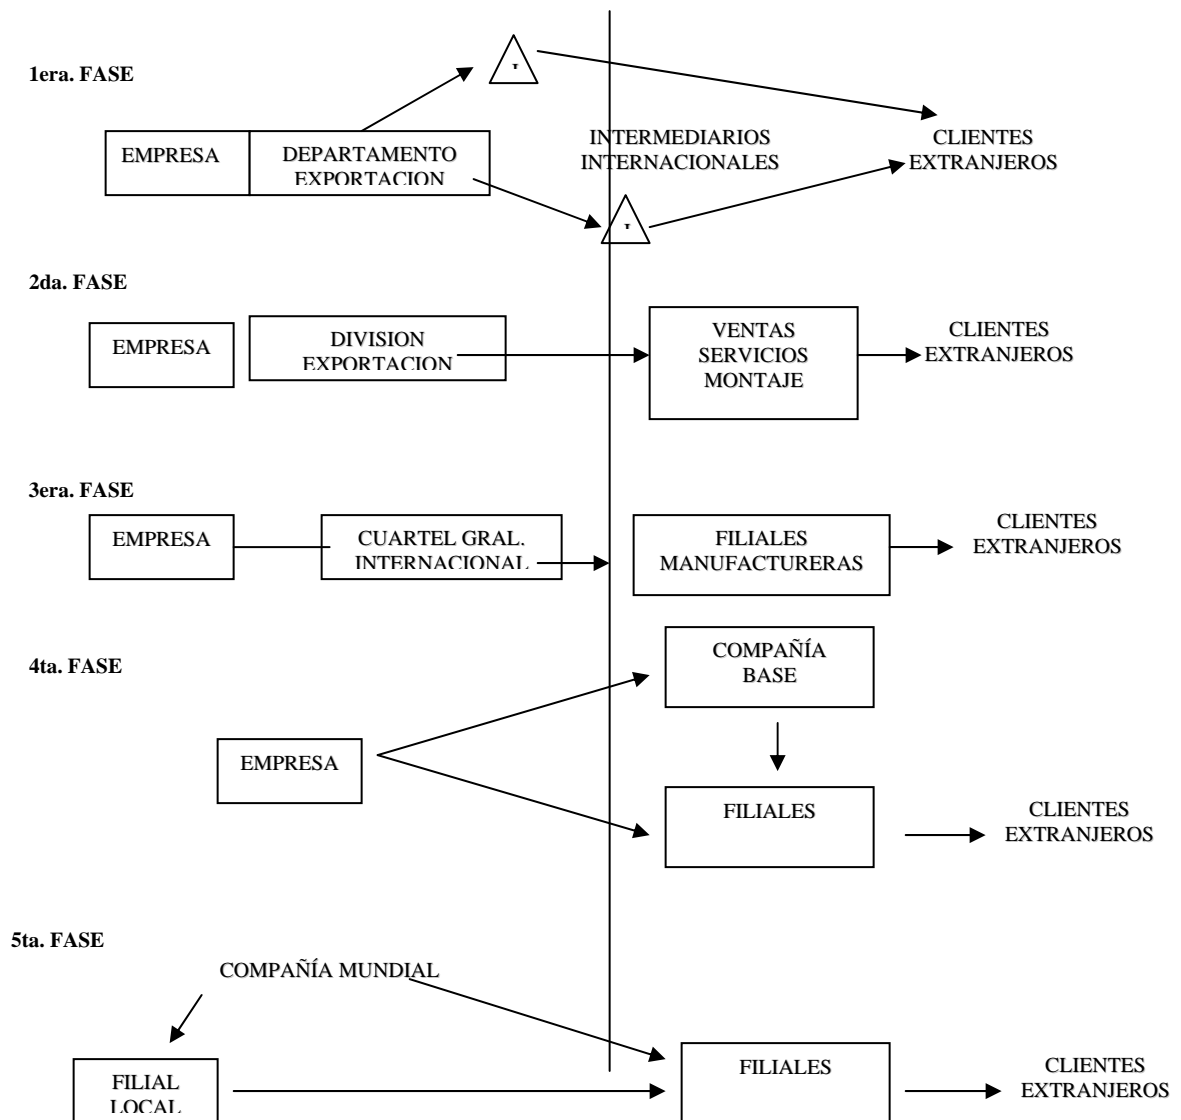 1era. FASE
EMPRESA
DEPARTAMENTO
EXPORTACION
INTERMEDIARIOS
INTERNACIONALES
CLIENTES
EXTRANJEROS
2da. FASE
EMPRESA
DIVISION
EXPORTACION
VENTAS
SERVICIOS
MONTAJE
CLIENTES
EXTRANJEROS
3era. FASE
EMPRESA
CUARTEL GRAL.
INTERNACIONAL
FILIALES
MANUFACTURERAS
CLIENTES
EXTRANJEROS
4ta. FASE
EMPRESA
COMPAÑÍA
BASE
FILIALES
CLIENTES
EXTRANJEROS
5ta. FASE
COMPAÑÍA MUNDIAL
FILIAL
LOCAL
FILIALES
CLIENTES
EXTRANJEROS